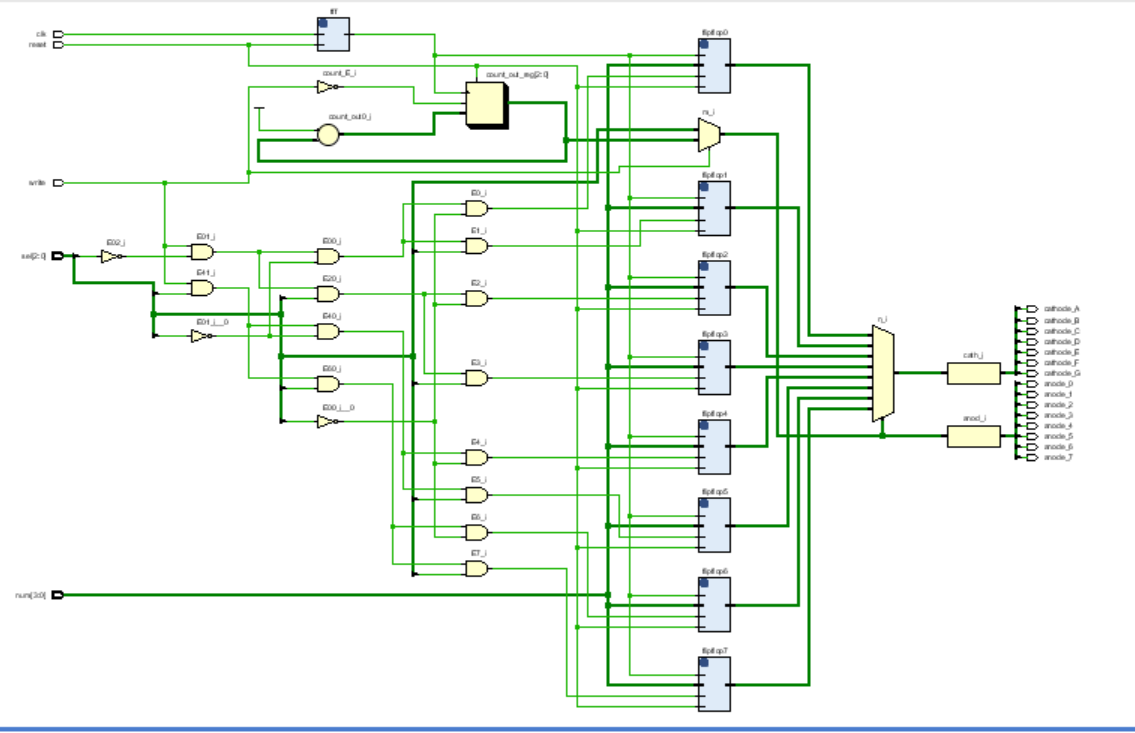 clk
reset
count_E_i
count_out_reg[2:0]
flipflop0
count_out0_i
m_i
write
E0_i
flipflop1
E02_i
E01_i
E00_i
E1_i
sel[2:0]
E41_i
E20_i
E2_i
flipflop2
E01_i__0
E40_i
n_i
cathode_A
cathode_B
cathode_C
cathode_D
cathode_E
cathode_F
cathode_G
flipflop3
E3_i
cath_i
E60_i
anode_0
anode_1
anode_2
anode_3
anode_4
anode_5
anode_6
anode_7
E00_i__0
flipflop4
anod_i
E4_i
E5_i
flipflop5
E6_i
E7_i
flipflop6
num[3:0]
flipflop7